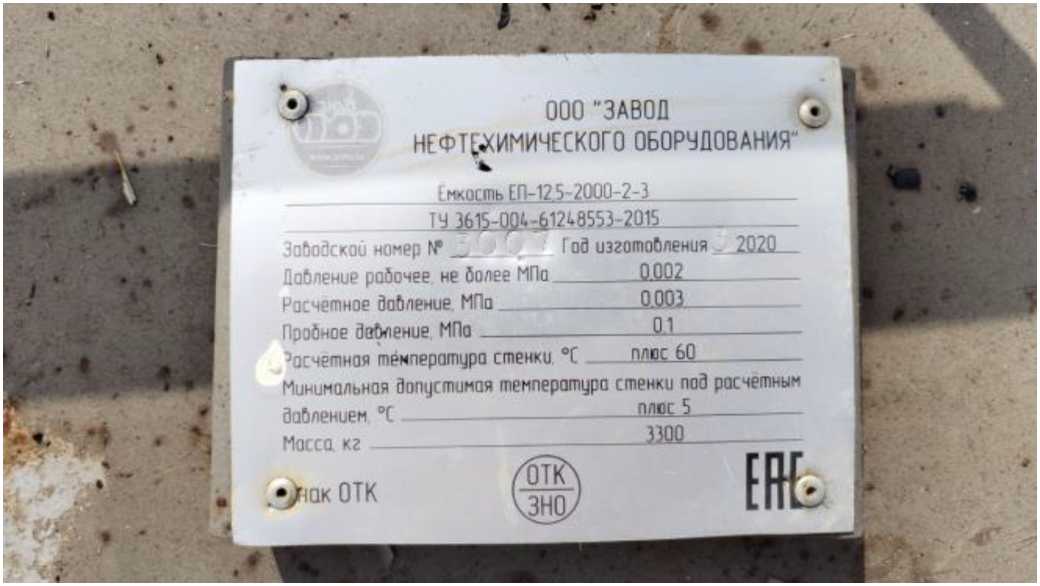 ООО "ЗАВОД
НЕФТЕХИМИЧЕСКОГО ОБОРУДОВАНИЯ"
Ёмкость ЕП-12,5-2000-2-3
ТУ 3615-004-61248553-2015
Заводской номер № Год изготовления 2020
Давление рабочее, не более МПа 0,002
Расчётное давление, МПа 0,003
Пробное давление, МПа 0,1
Расчётная температура стенки, °С плюс 60
Минимальная допустимая температура стенки под расчётным
давлением, °С плюс 5
Масса, кг 3300
ОТК
ОТК
ЗНО
ЕАС